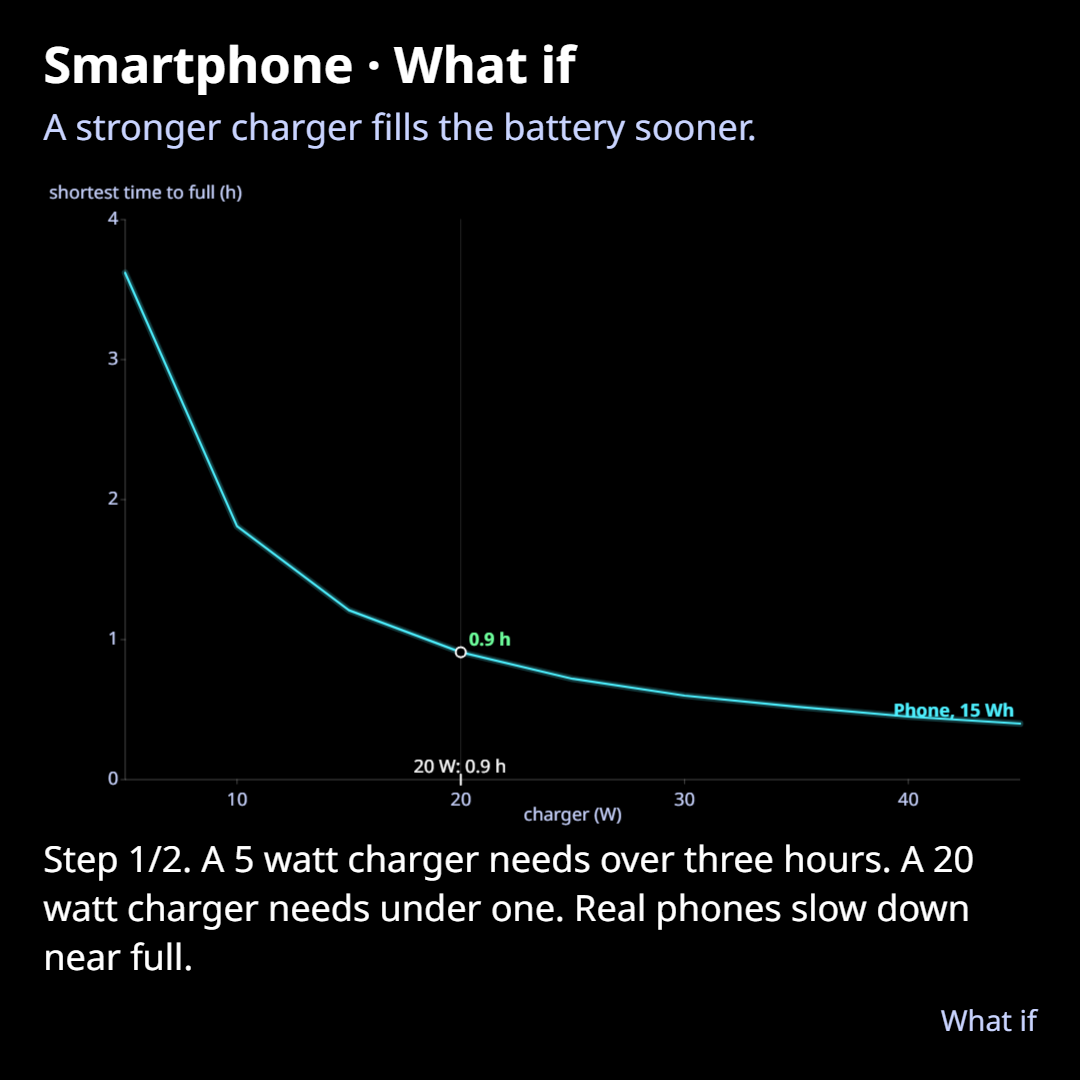 Smartphone · What if
A stronger charger fills the battery sooner.
shortest time to full (h)
4
3
2
1
0
0.9 h
Phone, 15 Wh
20 W: 0.9 h
10
20
30
40
charger (W)
Step 1/2. A 5 watt charger needs over three hours. A 20
watt charger needs under one. Real phones slow down
near full.
What if